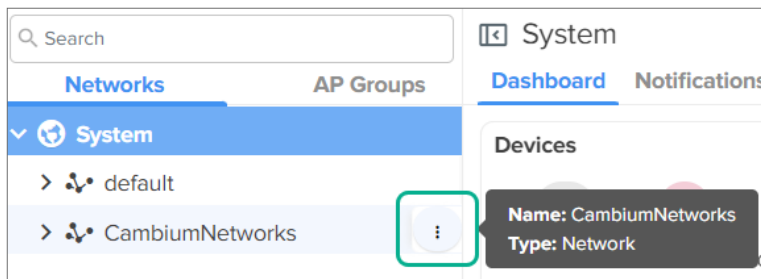 Search
Networks
AP Groups
System
default
CambiumNetworks
System
Dashboard
Notifications
Devices
Name: CambiumNetworks
Type: Network